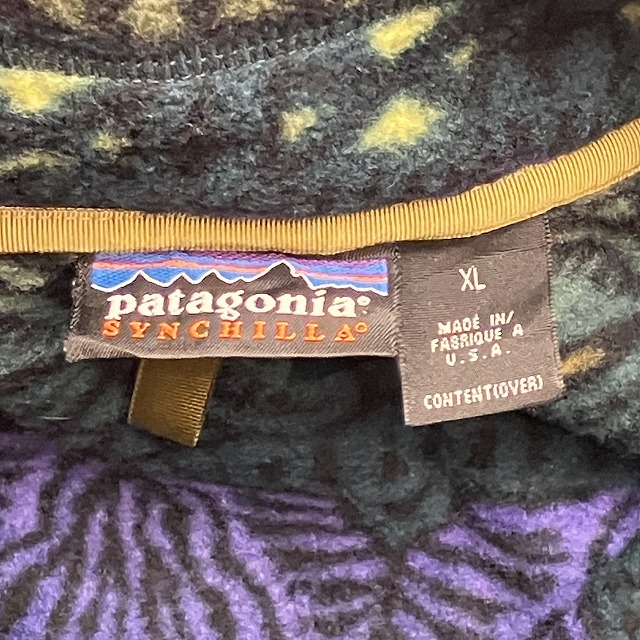 patagonia®
SYNCHILLA®
XL
MADE IN/
FABRIQUE A
U.S.A.
CONTENT(OVER)